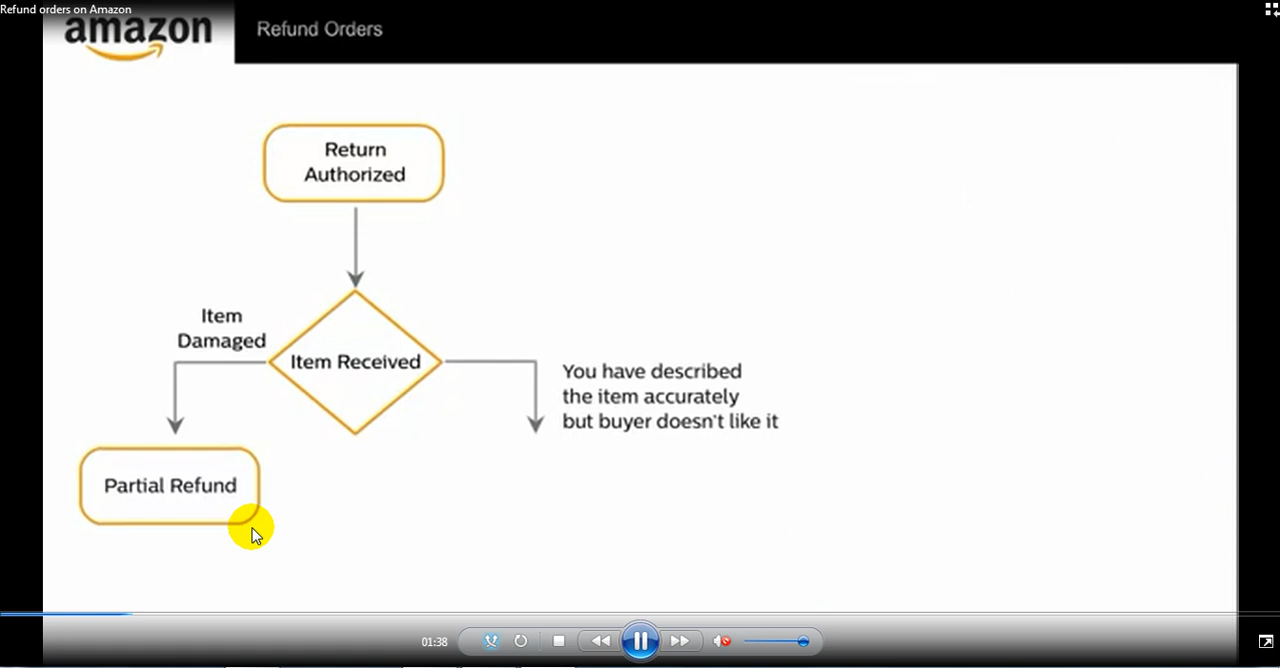 Refund orders on Amazon
amazon
Refund Orders
Return
Authorized
Item
Damaged
Item Received
You have described
the item accurately
but buyer doesn't like it
Partial Refund
01:38